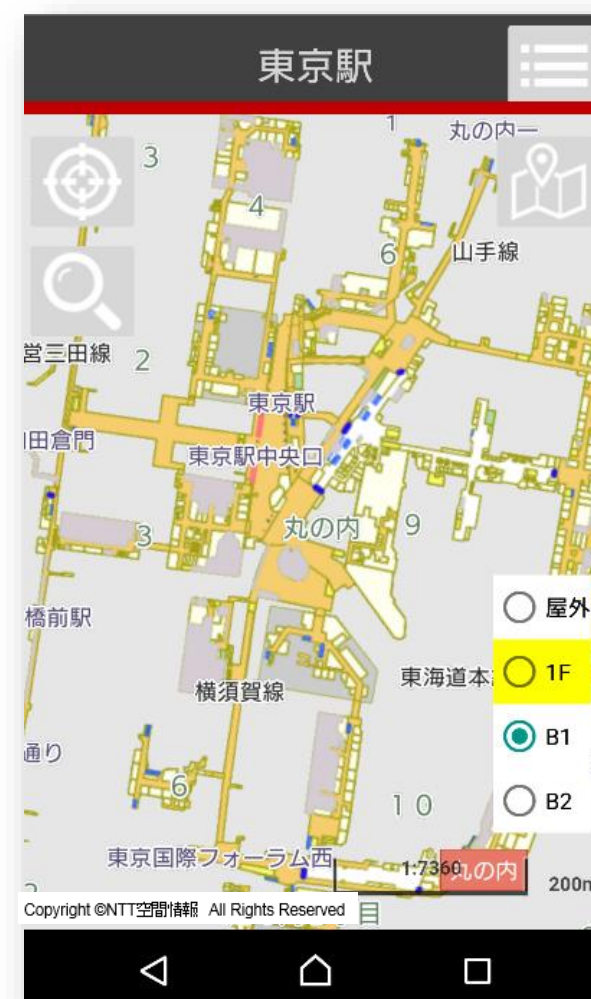 東京駅
1
丸の内一
3
4
6
山手線
営三田線
2
東京駅
田倉門
東京駅中央口
丸の内
9
3
屋外
橋前駅
1F
東海道本
横須賀線
B1
通り
6
B2
10
東京国際フォーラム西
1:7360
丸の内
200m
Copyright ©NTT空間情報 All Rights Reserved
目